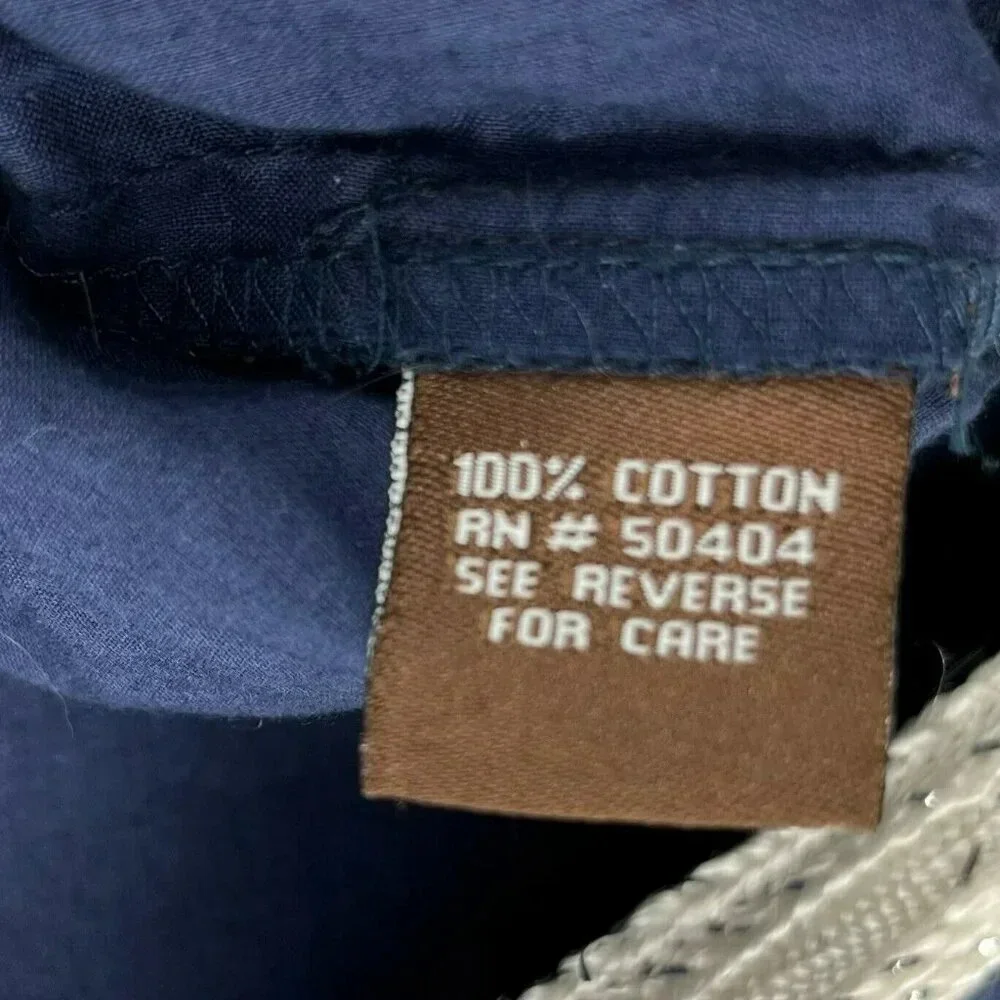 100% COTTON
RN # 50404
SEE REVERSE
FOR CARE